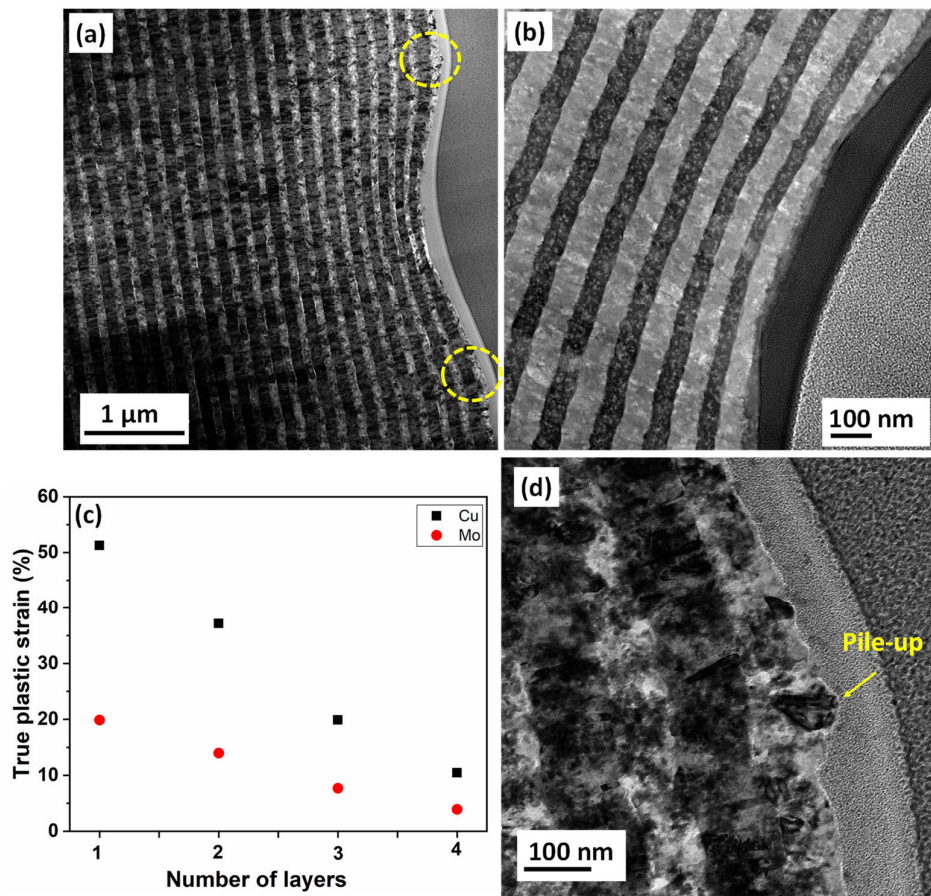 (a)
1 µm
(b)
100 nm
(c)
60
50
40
30
20
10
0
True plastic strain (%)
Cu
Mo
1
2
3
4
Number of layers
(d)
Pile-up
100 nm